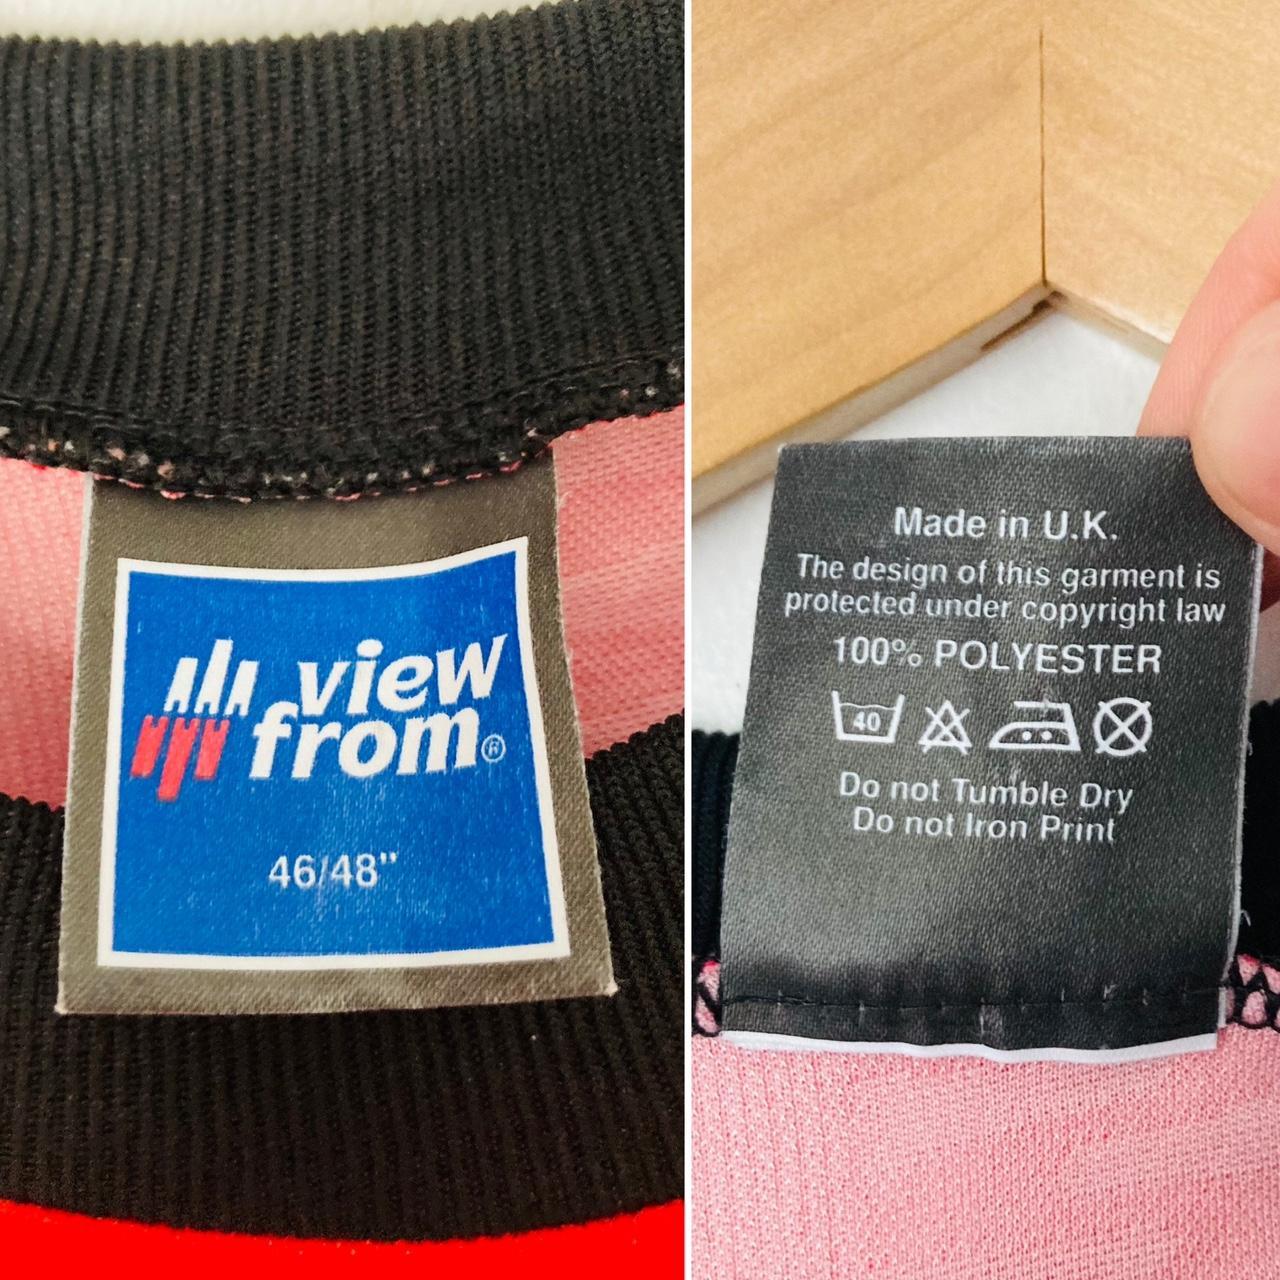 view
from®
46/48"
Made in U.K.
The design of this garment is
protected under copyright law
100% POLYESTER
40
Do not Tumble Dry
Do not Iron Print